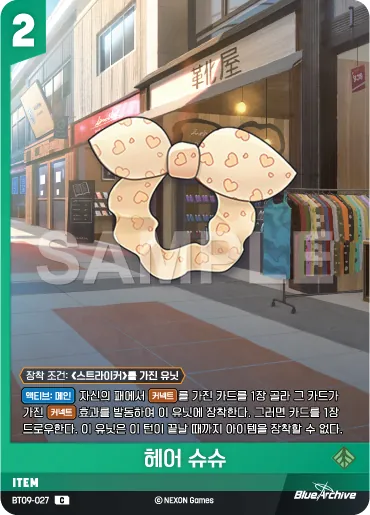 2
靴屋
SAMPLE
장착 조건: 《스트라이커》를 가진 유닛
액티브: 메인 자신의 패에서 커넥트 를 가진 카드를 1장 골라 그 카드가
가진 커넥트 효과를 발동하여 이 유닛에 장착한다. 그러면 카드를 1장
드로우한다. 이 유닛은 이 턴이 끝날 때까지 아이템을 장착할 수 없다.
헤어 슈슈
ITEM
BT09-027 C
© NEXON Games
BlueArchive